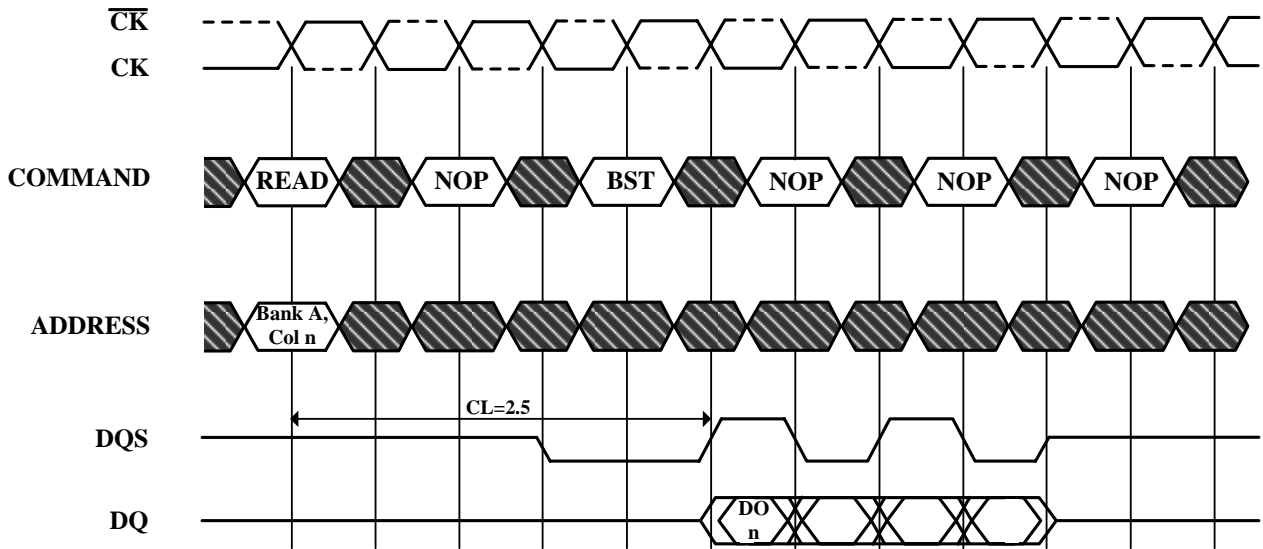 CK
CK
COMMAND
READ NOP BST NOP NOP NOP
ADDRESS
Bank A,
Col n
CL=2.5
DQS
DQ
DO
n